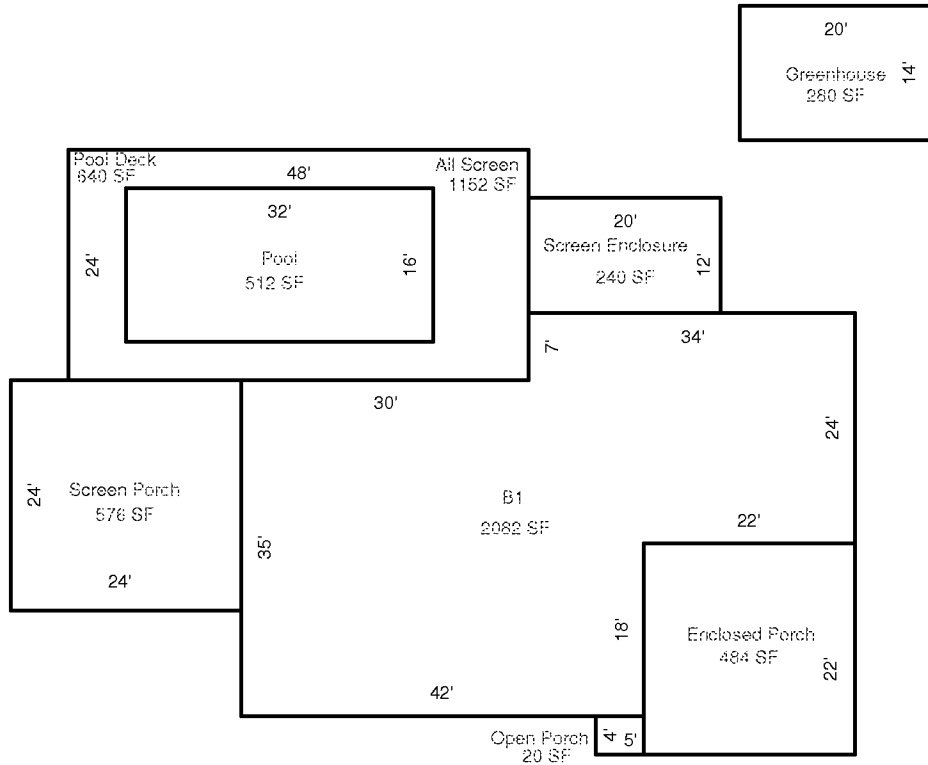 20'
Greenhouse
280 SF
14'
Pool Deck
640 SF
48'
All Screen
1152 SF
32'
24'
Pool
512 SF
16'
20'
Screen Enclosure
240 SF
12'
7'
34'
30'
24'
Screen Porch
576 SF
24'
24'
35'
B1
2082 SF
22'
18'
Enclosed Porch
484 SF
22'
42'
Open Porch
20 SF
4'
5'